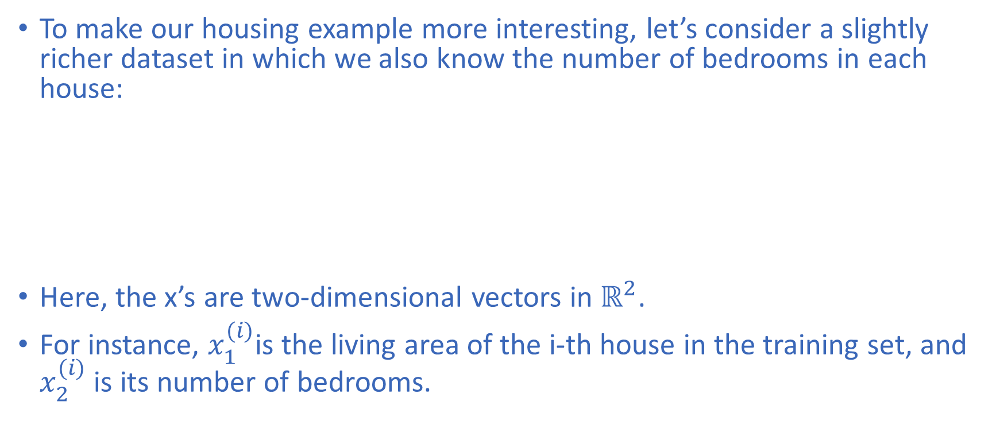 • To make our housing example more interesting, let’s consider a slightly
richer dataset in which we also know the number of bedrooms in each
house:
• Here, the x’s are two-dimensional vectors in ℝ².
• For instance, $x_1^{(i)}$ is the living area of the i-th house in the training set, and
$x_2^{(i)}$ is its number of bedrooms.